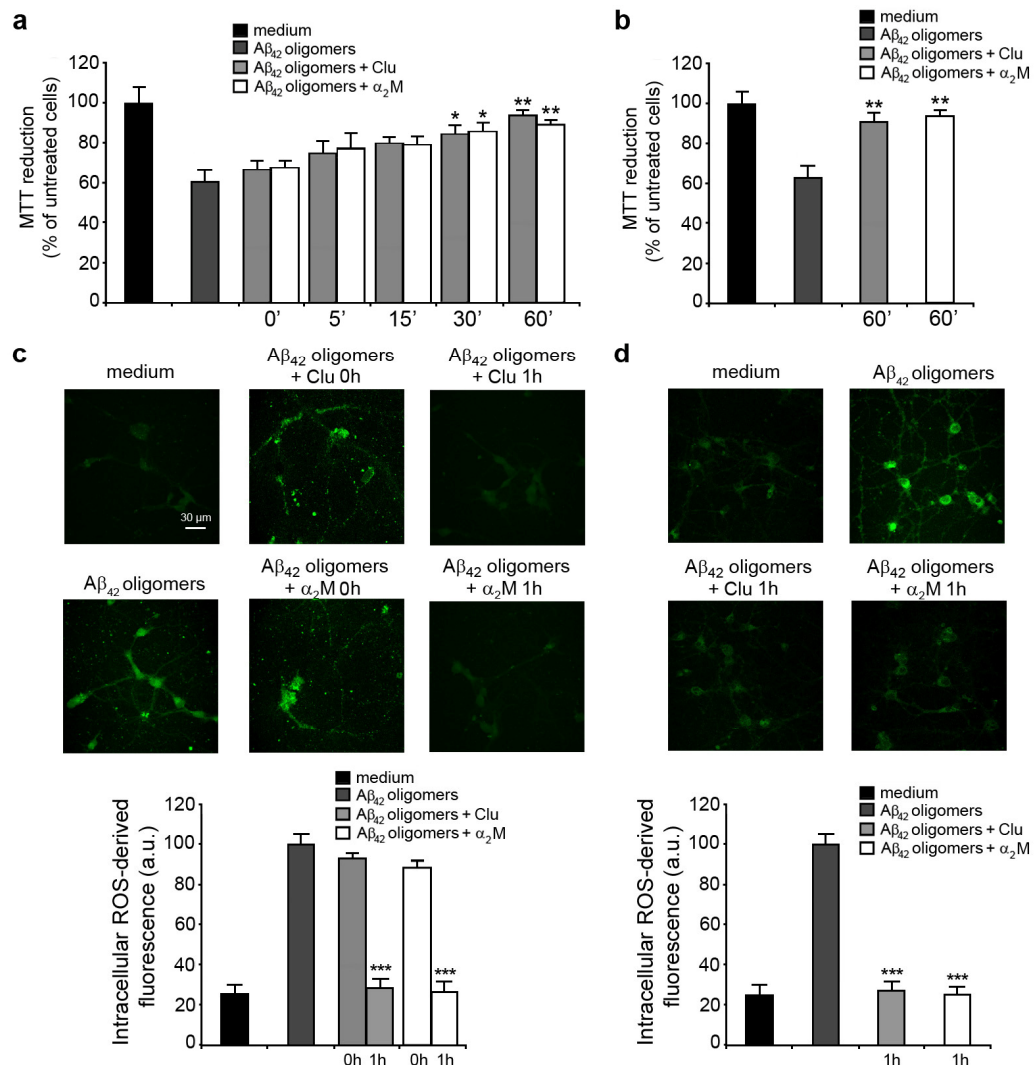 a
medium
Aβ42 oligomers
Aβ42 oligomers + Clu
Aβ42 oligomers + α2M
MTT reduction
(% of untreated cells)
120
100
80
60
40
20
0
* * ** **
0’ 5’ 15’ 30’ 60’
b
medium
Aβ42 oligomers
Aβ42 oligomers + Clu
Aβ42 oligomers + α2M
MTT reduction
(% of untreated cells)
120
100
80
60
40
20
0
** **
60’ 60’
c
medium
Aβ42 oligomers
+ Clu 0h
Aβ42 oligomers
+ Clu 1h
30 µm
Aβ42 oligomers
Aβ42 oligomers
+ α2M 0h
Aβ42 oligomers
+ α2M 1h
medium
Aβ42 oligomers
Aβ42 oligomers + Clu
Aβ42 oligomers + α2M
Intracellular ROS-derived
fluorescence (a.u.)
120
100
80
60
40
20
0
*** ***
0h 1h 0h 1h
d
medium
Aβ42 oligomers
Aβ42 oligomers
+ Clu 1h
Aβ42 oligomers
+ α2M 1h
medium
Aβ42 oligomers
Aβ42 oligomers + Clu
Aβ42 oligomers + α2M
Intracellular ROS-derived
fluorescence (a.u.)
120
100
80
60
40
20
0
*** ***
1h 1h